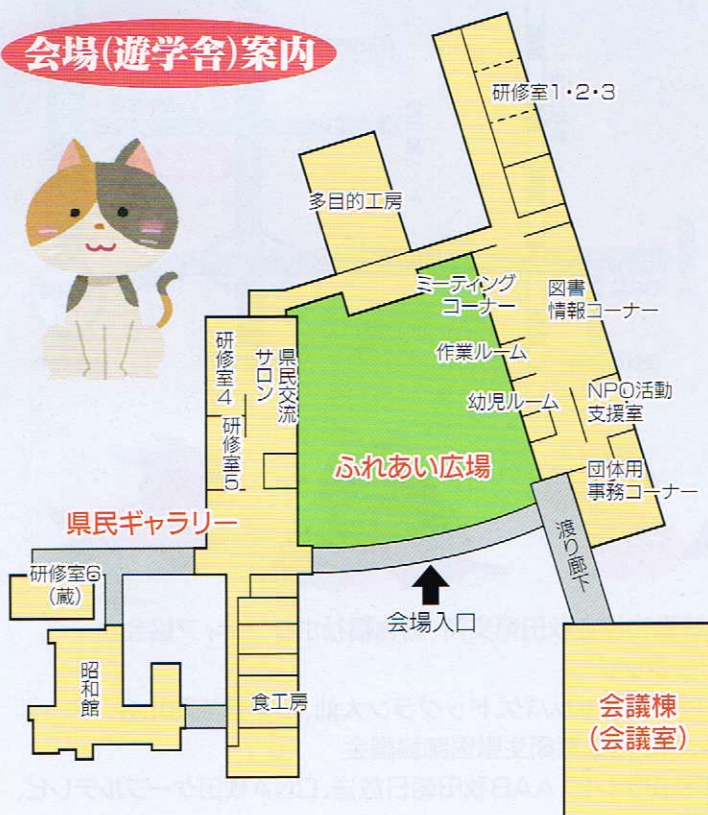 会場(遊学舎)案内
研修室1・2・3
多目的工房
ミーティング
コーナー
図書
情報コーナー
作業ルーム
幼児ルーム
NPO活動
支援室
団体用
事務コーナー
研修室4
県民交流
サロン
研修室5
ふれあい広場
県民ギャラリー
渡り廊下
研修室6
(蔵)
会場入口
昭和館
食工房
会議棟
(会議室)